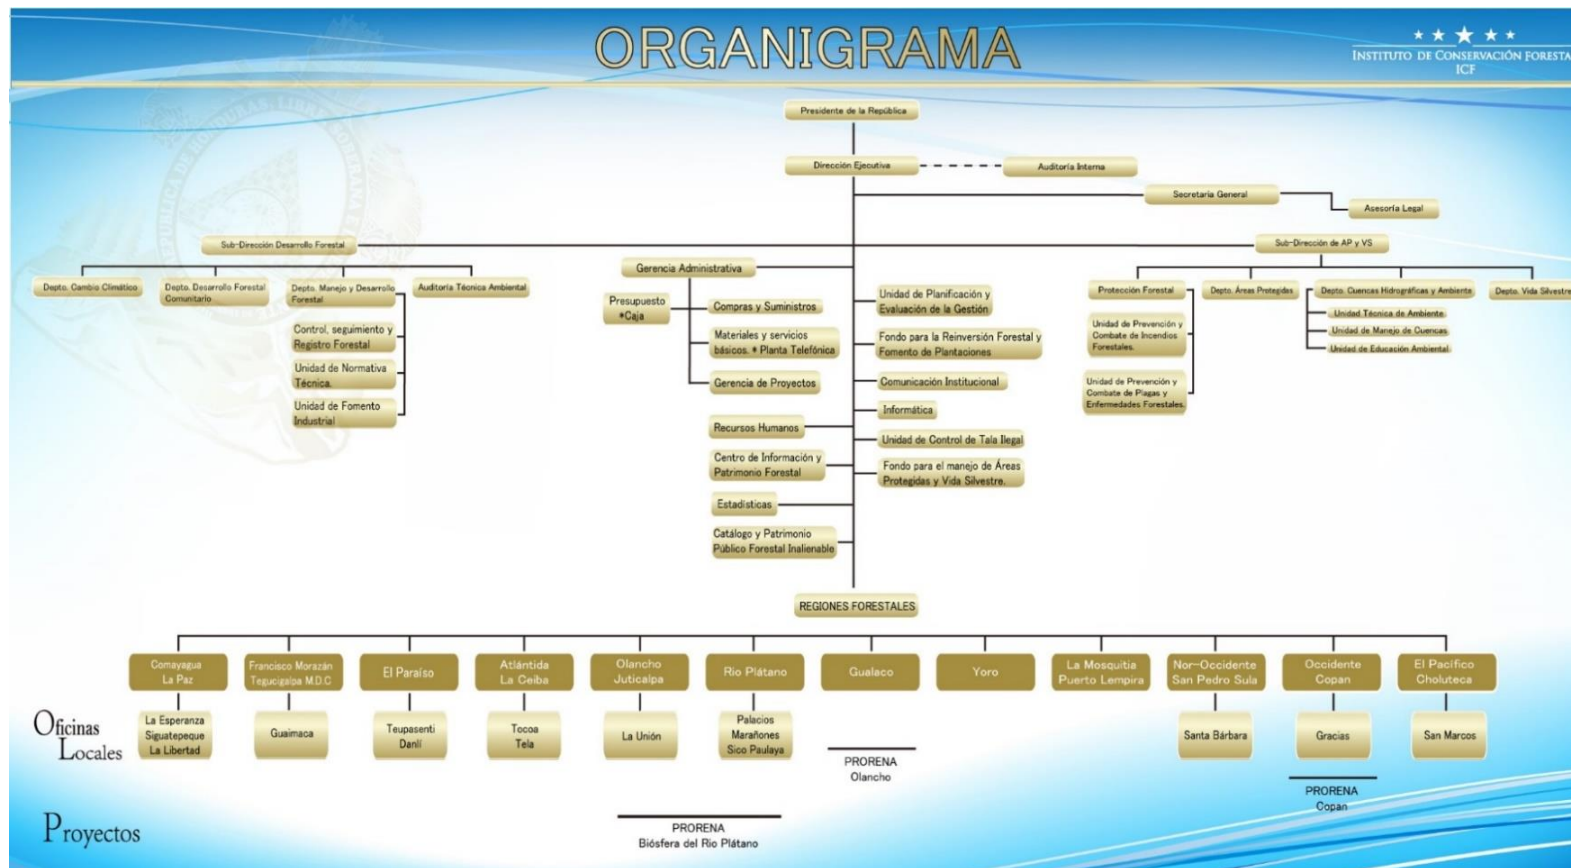 ORGANIGRAMA
★ ★ ★ ★ ★
INSTITUTO DE CONSERVACIÓN FORESTA
ICF
Presidente de la República
Dirección Ejecutiva
Auditoría Interna
Secretaría General
Asesoría Legal
Sub-Dirección Desarrollo Forestal
Sub-Dirección de AP y VS
Depto. Cambio Climático
Depto. Desarrollo Forestal
Comunitario
Depto. Manejo y Desarrollo
Forestal
Auditoría Técnica Ambiental
Control, seguimiento y
Registro Forestal
Unidad de Normativa
Técnica.
Unidad de Fomento
Industrial
Gerencia Administrativa
Presupuesto
*Caja
Compras y Suministros
Materiales y servicios
básicos. * Planta Telefónica
Gerencia de Proyectos
Recursos Humanos
Centro de Información y
Patrimonio Forestal
Estadísticas
Catálogo y Patrimonio
Público Forestal Inalienable
Unidad de Planificación y
Evaluación de la Gestión
Fondo para la Reinversión Forestal y
Fomento de Plantaciones
Comunicación Institucional
Informática
Unidad de Control de Tala Ilegal
Fondo para el manejo de Áreas
Protegidas y Vida Silvestre.
Protección Forestal
Unidad de Prevención y
Combate de Incendios
Forestales.
Unidad de Prevención y
Combate de Plagas y
Enfermedades Forestales.
Depto. Áreas Protegidas
Depto. Cuencas Hidrográficas y Ambiente
Unidad Técnica de Ambiente
Unidad de Manejo de Cuencas
Unidad de Educación Ambiental
Depto. Vida Silvestre
REGIONES FORESTALES
Comayagua
La Paz
Francisco Morazán
Tegucigalpa M.D.C
El Paraíso
Atlántida
La Ceiba
Olancho
Juticalpa
Rio Plátano
Gualaco
Yoro
La Mosquitia
Puerto Lempira
Nor-Occidente
San Pedro Sula
Occidente
Copan
El Pacífico
Choluteca
Oficinas
Locales
La Esperanza
Siguatepeque
La Libertad
Guaimaca
Teupasenti
Danlí
Tocoa
Tela
La Unión
Palacios
Marañones
Sico Paulaya
Santa Bárbara
Gracias
San Marcos
PRORENA
Olancho
PRORENA
Copan
Proyectos
PRORENA
Biósfera del Rio Plátano